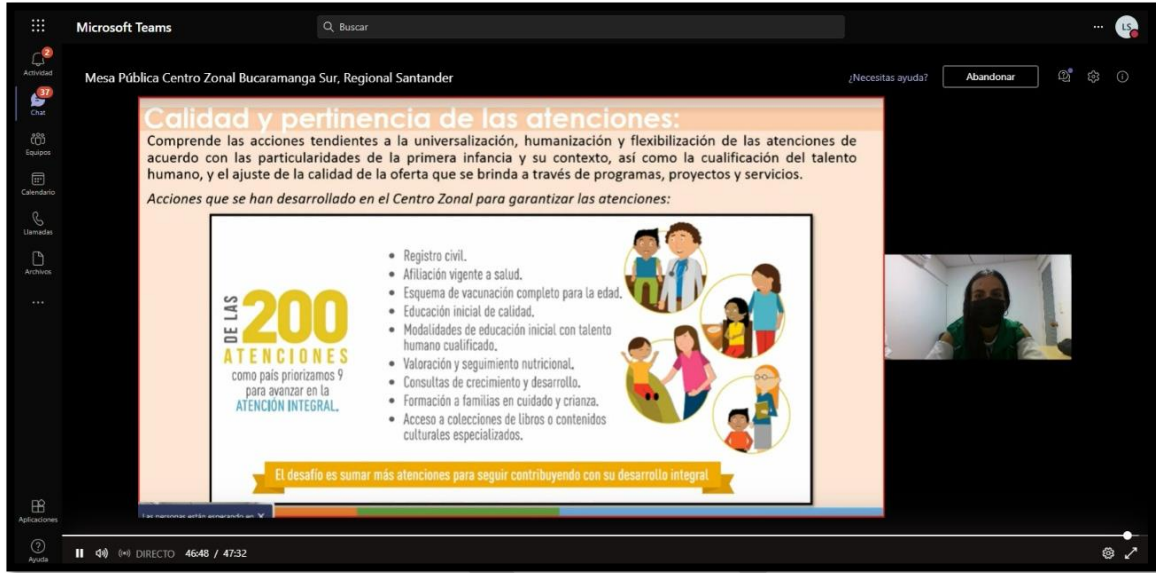 Microsoft Teams
Buscar
...
LS
2
Actividad
37
Chat
Equipos
Calendario
Llamadas
Archivos
...
Aplicaciones
Ayuda
Mesa Pública Centro Zonal Bucaramanga Sur, Regional Santander
¿Necesitas ayuda?
Abandonar
Calidad y pertinencia de las atenciones:
Comprende las acciones tendientes a la universalización, humanización y flexibilización de las atenciones de
acuerdo con las particularidades de la primera infancia y su contexto, así como la cualificación del talento
humano, y el ajuste de la calidad de la oferta que se brinda a través de programas, proyectos y servicios.
Acciones que se han desarrollado en el Centro Zonal para garantizar las atenciones:
DE LAS
200
ATENCIONES
como país priorizamos 9
para avanzar en la
ATENCIÓN INTEGRAL.
• Registro civil.
• Afiliación vigente a salud.
• Esquema de vacunación completo para la edad.
• Educación inicial de calidad.
• Modalidades de educación inicial con talento
humano cualificado.
• Valoración y seguimiento nutricional.
• Consultas de crecimiento y desarrollo.
• Formación a familias en cuidado y crianza.
• Acceso a colecciones de libros o contenidos
culturales especializados.
El desafío es sumar más atenciones para seguir contribuyendo con su desarrollo integral
Las personas están esperando en X
DIRECTO 46:48 / 47:32